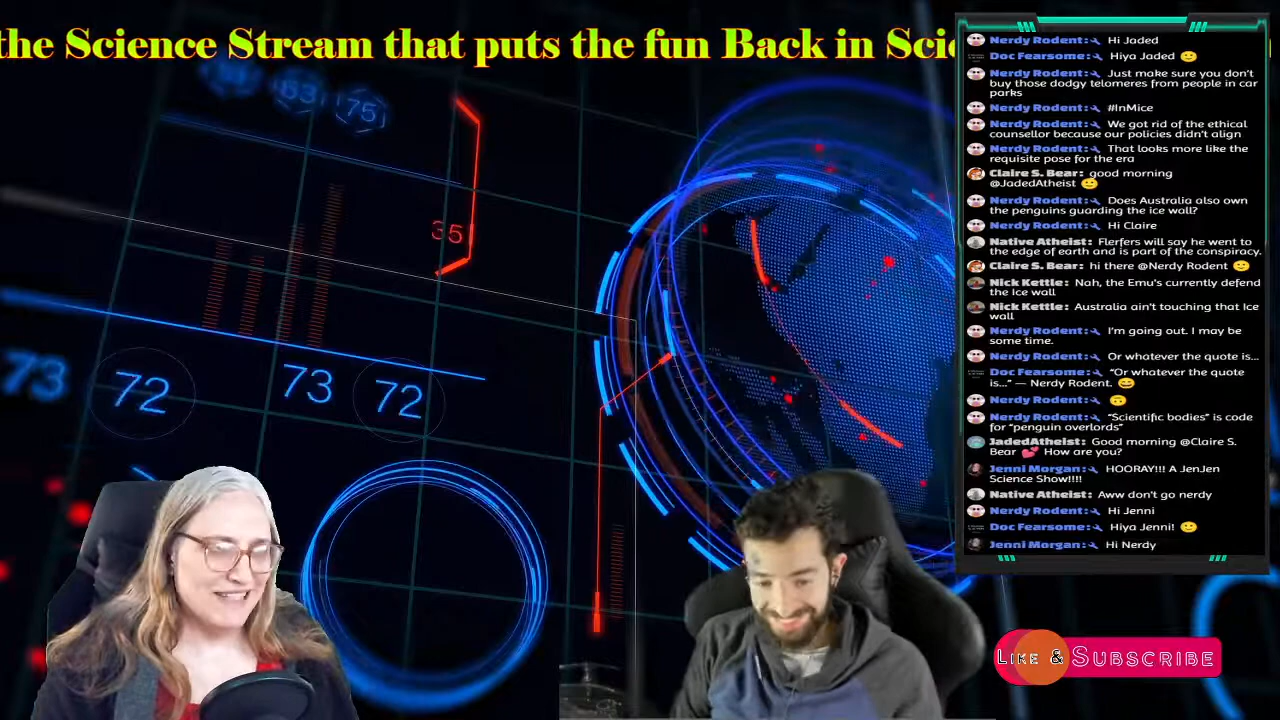 the Science Stream that puts the fun Back in Scie
63
75
35
73
72
73
72
Nerdy Rodent: Hi Jaded
Doc Fearsome: Hiya Jaded 🙂
Nerdy Rodent: Just make sure you don't
buy those dodgy telomeres from people in car
parks
Nerdy Rodent: #InMice
Nerdy Rodent: We got rid of the ethical
counsellor because our policies didn't align
Nerdy Rodent: That looks more like the
requisite pose for the era
Claire S. Bear: good morning
@JadedAtheist 🙂
Nerdy Rodent: Does Australia also own
the penguins guarding the ice wall?
Nerdy Rodent: Hi Claire
Native Atheist: Flerfers will say he went to
the edge of earth and is part of the conspiracy.
Claire S. Bear: hi there @Nerdy Rodent 🙂
Nick Kettle: Nah, the Emu's currently defend
the Ice wall
Nick Kettle: Australia ain't touching that Ice
wall
Nerdy Rodent: I'm going out. I may be
some time.
Nerdy Rodent: Or whatever the quote is...
Doc Fearsome: "Or whatever the quote
is..." — Nerdy Rodent. 😄
Nerdy Rodent: 🙃
Nerdy Rodent: "Scientific bodies" is code
for "penguin overlords"
JadedAtheist: Good morning @Claire S.
Bear 💕 How are you?
Jenni Morgan: HOORAY!!! A JenJen
Science Show!!!!
Native Atheist: Aww don't go nerdy
Nerdy Rodent: Hi Jenni
Doc Fearsome: Hiya Jenni! 🙂
Jenni Morgan: Hi Nerdy
Like & Subscribe